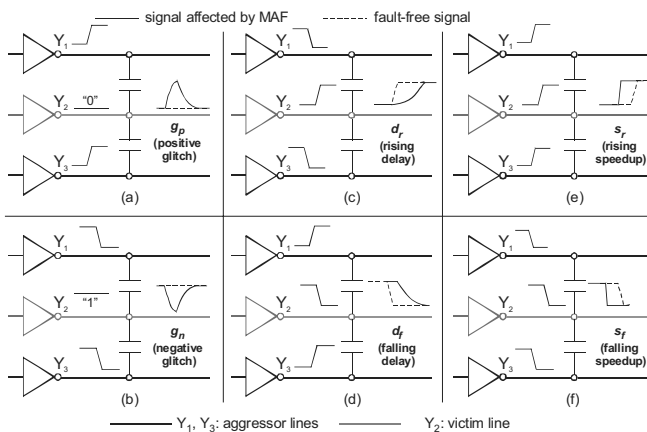 signal affected by MAF fault-free signal
Y1
Y2 "0"
gp
(positive
glitch)
Y3
(a)
Y1
Y2
dr
(rising
delay)
Y3
(c)
Y1
Y2
sr
(rising
speedup)
Y3
(e)
Y1
Y2 "1"
gn
(negative
glitch)
Y3
(b)
Y1
Y2
df
(falling
delay)
Y3
(d)
Y1
Y2
sf
(falling
speedup)
Y3
(f)
Y1, Y3: aggressor lines Y2: victim line